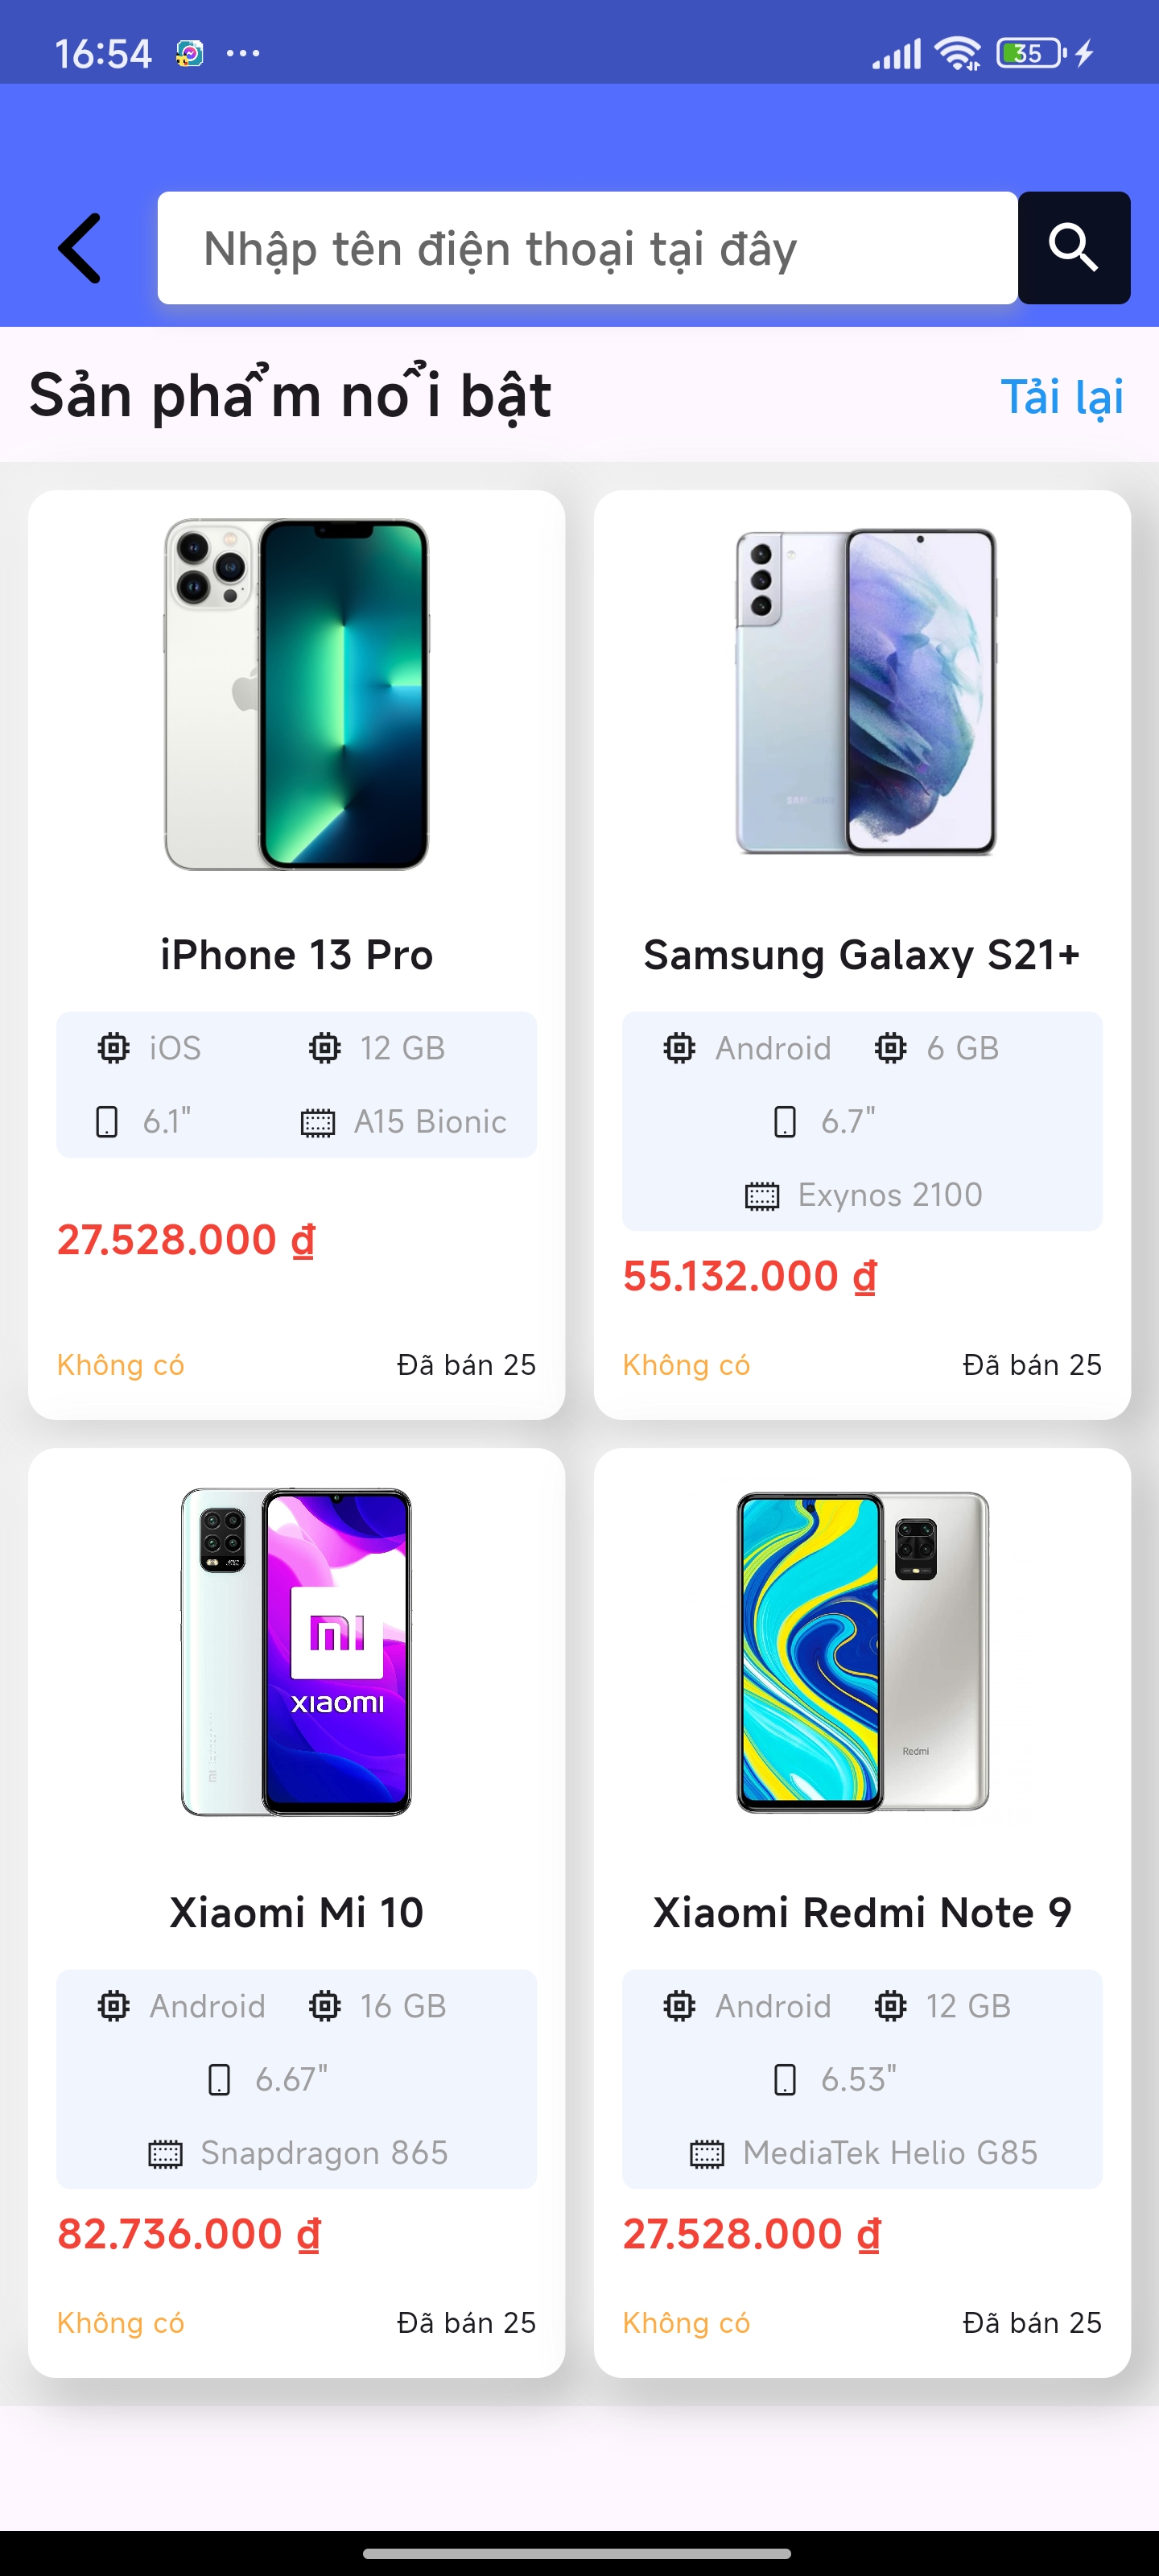 16:54
35
Nhập tên điện thoại tại đây
Sản phẩm nổi bật
Tải lại
iPhone 13 Pro
iOS
12 GB
6.1"
A15 Bionic
27.528.000 ₫
Không có
Đã bán 25
SAMSUNG
Samsung Galaxy S21+
Android
6 GB
6.7"
Exynos 2100
55.132.000 ₫
Không có
Đã bán 25
xiaomi
Xiaomi Mi 10
Android
16 GB
6.67"
Snapdragon 865
82.736.000 ₫
Không có
Đã bán 25
Redmi
Xiaomi Redmi Note 9
Android
12 GB
6.53"
MediaTek Helio G85
27.528.000 ₫
Không có
Đã bán 25